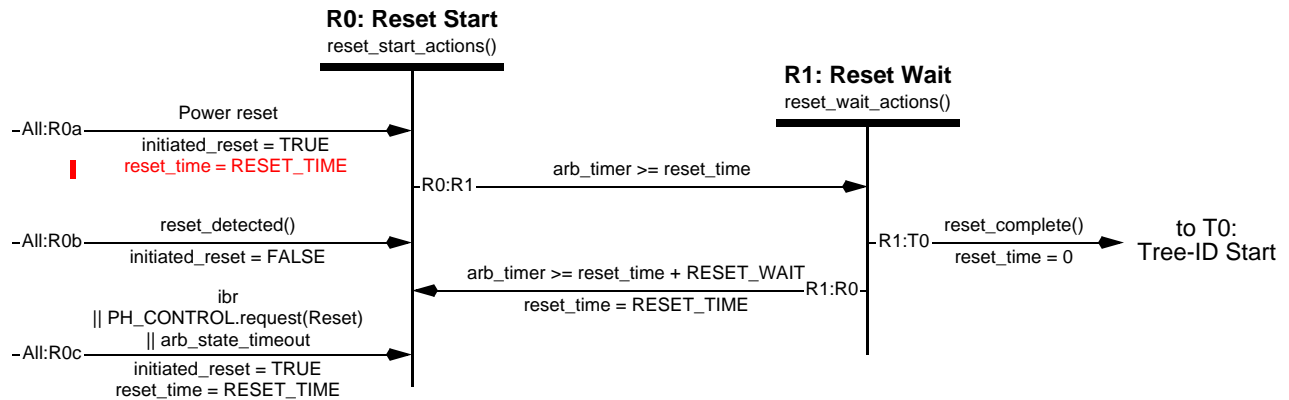 R0: Reset Start
reset_start_actions()
R1: Reset Wait
reset_wait_actions()
All:R0a
Power reset
initiated_reset = TRUE
reset_time = RESET_TIME
R0:R1
arb_timer >= reset_time
All:R0b
reset_detected()
initiated_reset = FALSE
R1:T0
reset_complete()
reset_time = 0
to T0:
Tree-ID Start
arb_timer >= reset_time + RESET_WAIT
R1:R0
reset_time = RESET_TIME
ibr
|| PH_CONTROL.request(Reset)
|| arb_state_timeout
All:R0c
initiated_reset = TRUE
reset_time = RESET_TIME